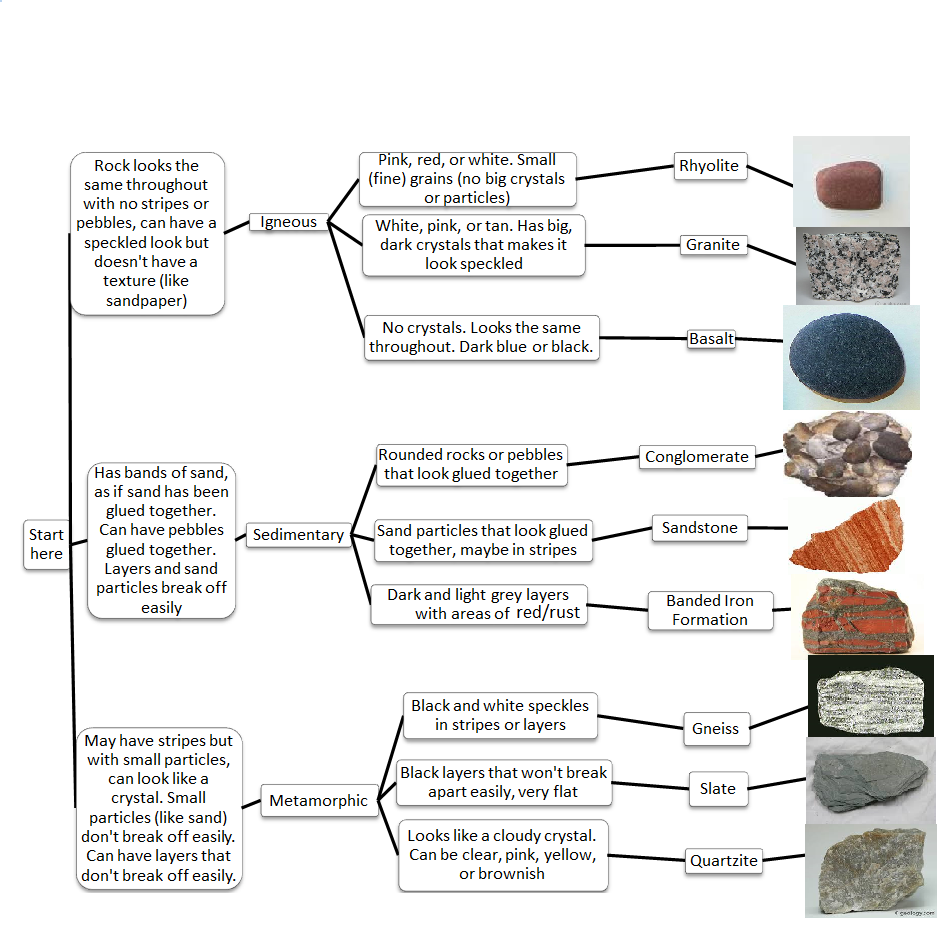 Start
here
Rock looks the
same throughout
with no stripes or
pebbles, can have a
speckled look but
doesn't have a
texture (like
sandpaper)
Igneous
Pink, red, or white. Small
(fine) grains (no big crystals
or particles)
Rhyolite
White, pink, or tan. Has big,
dark crystals that makes it
look speckled
Granite
No crystals. Looks the same
throughout. Dark blue or black.
Basalt
Has bands of sand,
as if sand has been
glued together.
Can have pebbles
glued together.
Layers and sand
particles break off
easily
Sedimentary
Rounded rocks or pebbles
that look glued together
Conglomerate
Sand particles that look glued
together, maybe in stripes
Sandstone
Dark and light grey layers
with areas of red/rust
Banded Iron
Formation
May have stripes but
with small particles,
can look like a
crystal. Small
particles (like sand)
don't break off easily.
Can have layers that
don't break off easily.
Metamorphic
Black and white speckles
in stripes or layers
Gneiss
Black layers that won't break
apart easily, very flat
Slate
Looks like a cloudy crystal.
Can be clear, pink, yellow,
or brownish
Quartzite
© geology.com